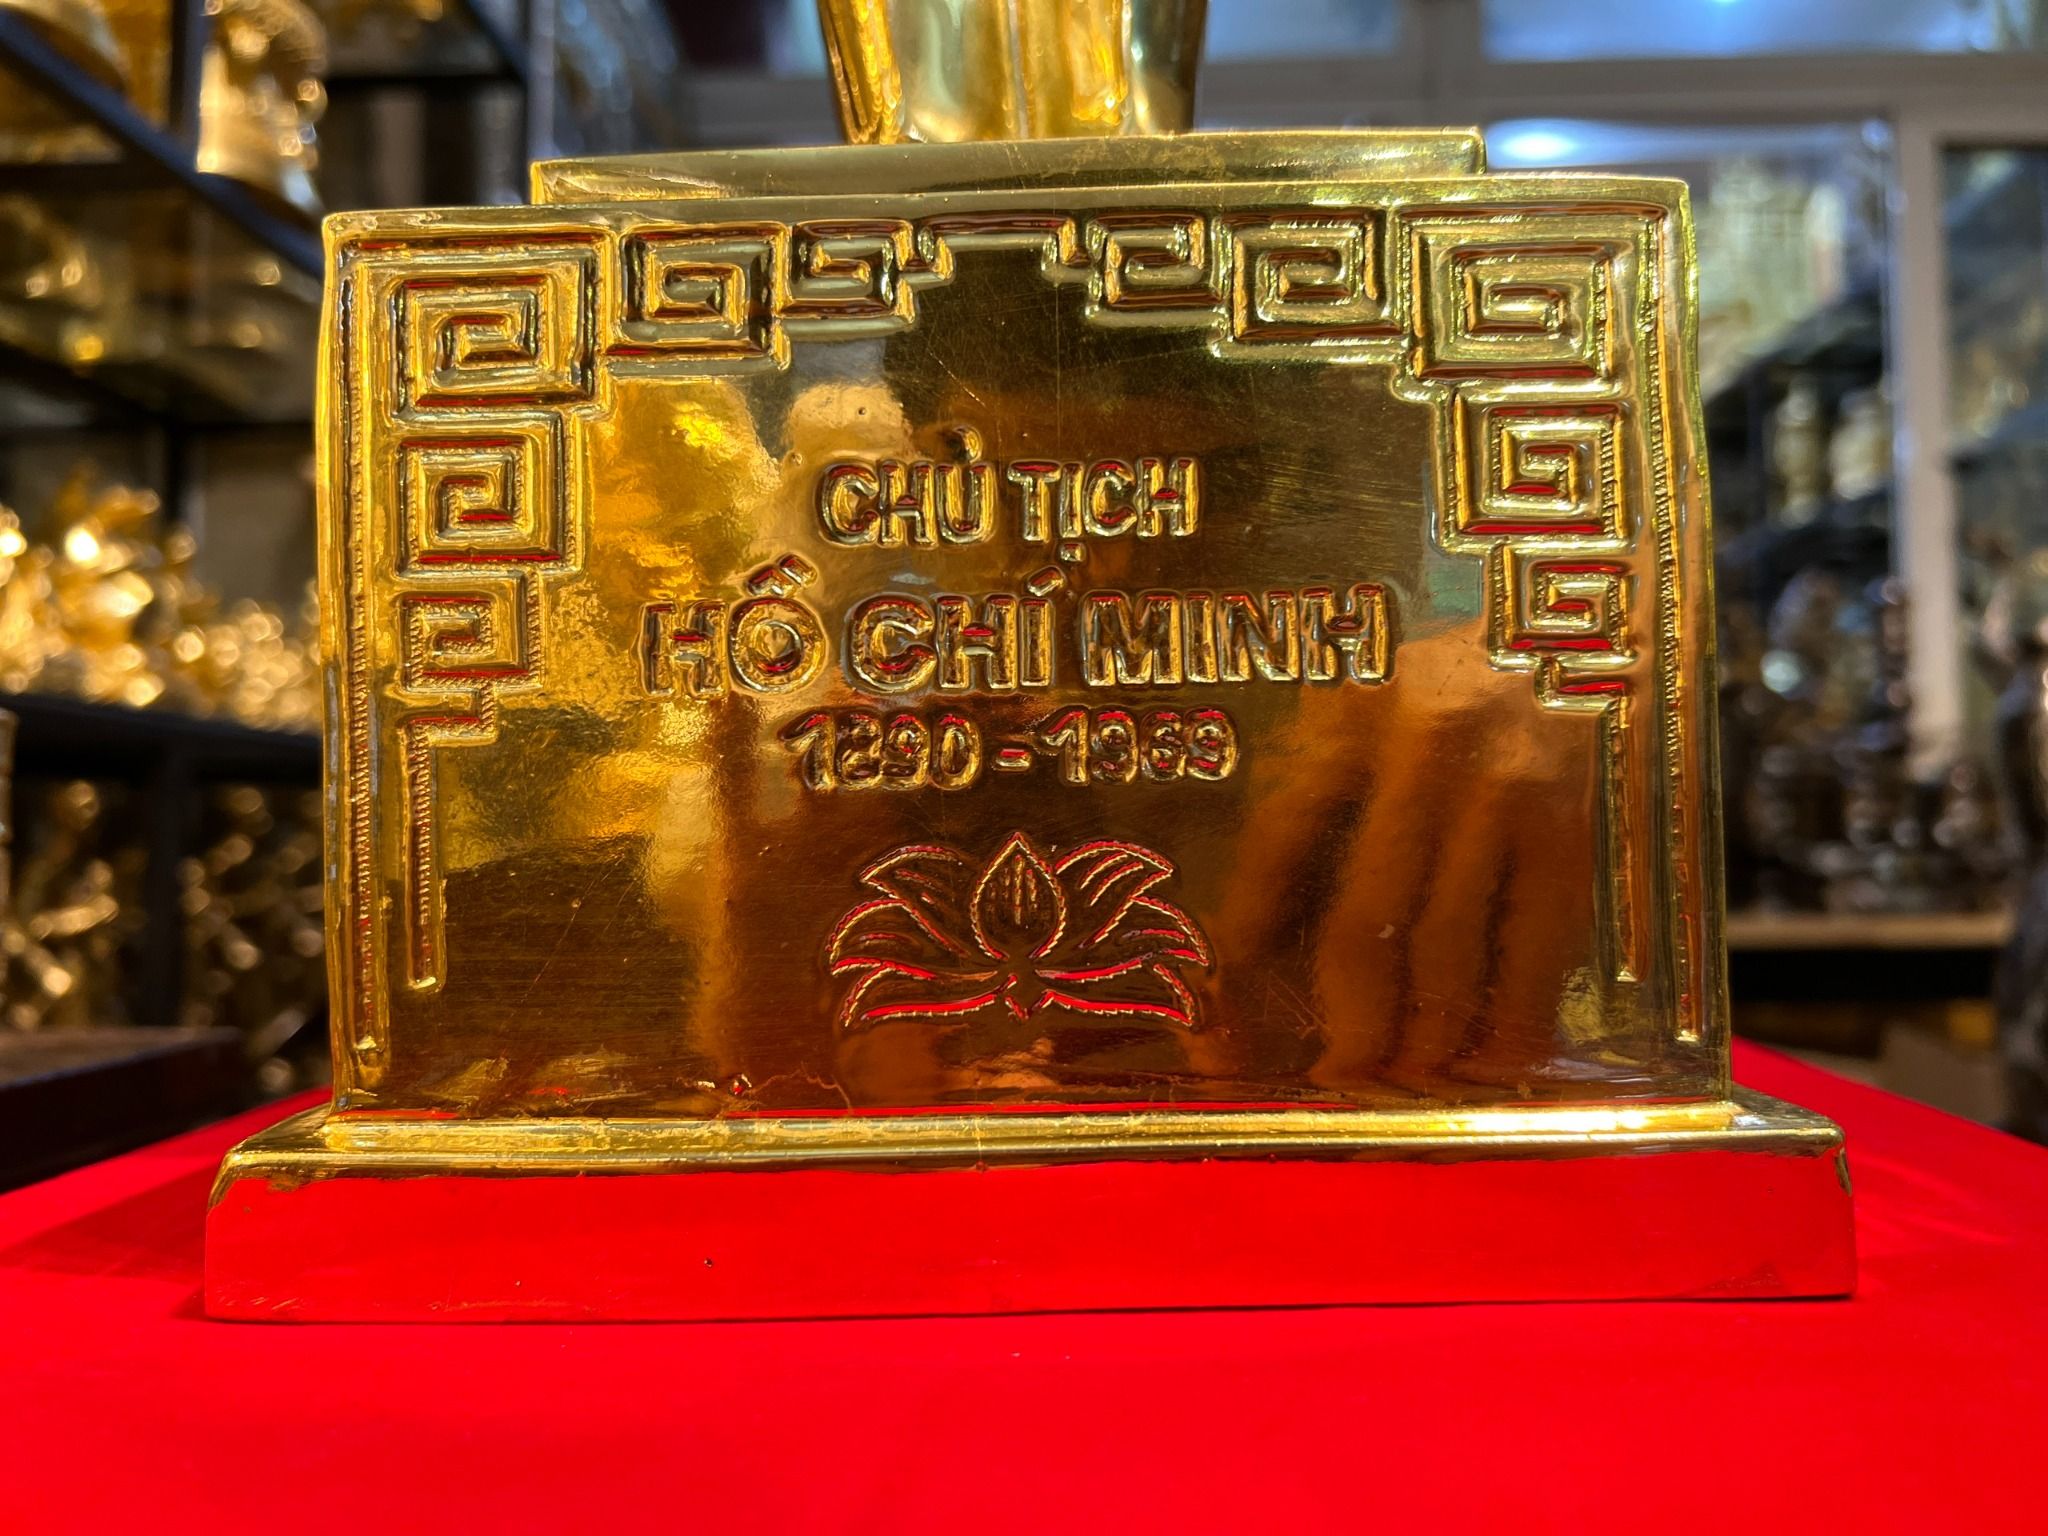 CHỦ TỊCH
HỒ CHÍ MINH
1890-1969